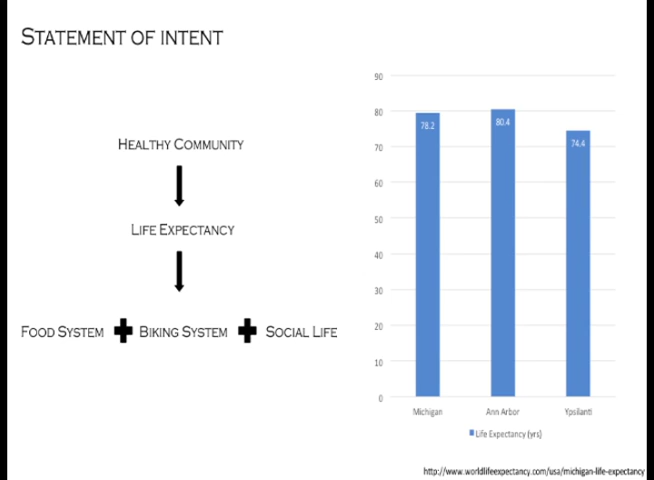 STATEMENT OF INTENT
HEALTHY COMMUNITY
LIFE EXPECTANCY
FOOD SYSTEM + BIKING SYSTEM + SOCIAL LIFE
90
80
70
60
50
40
30
20
10
0
78.2
80.4
74.4
Michigan Ann Arbor Ypsilanti
Life Expectancy (yrs)
http://www.worldlifeexpectancy.com/usa/michigan-life-expectancy